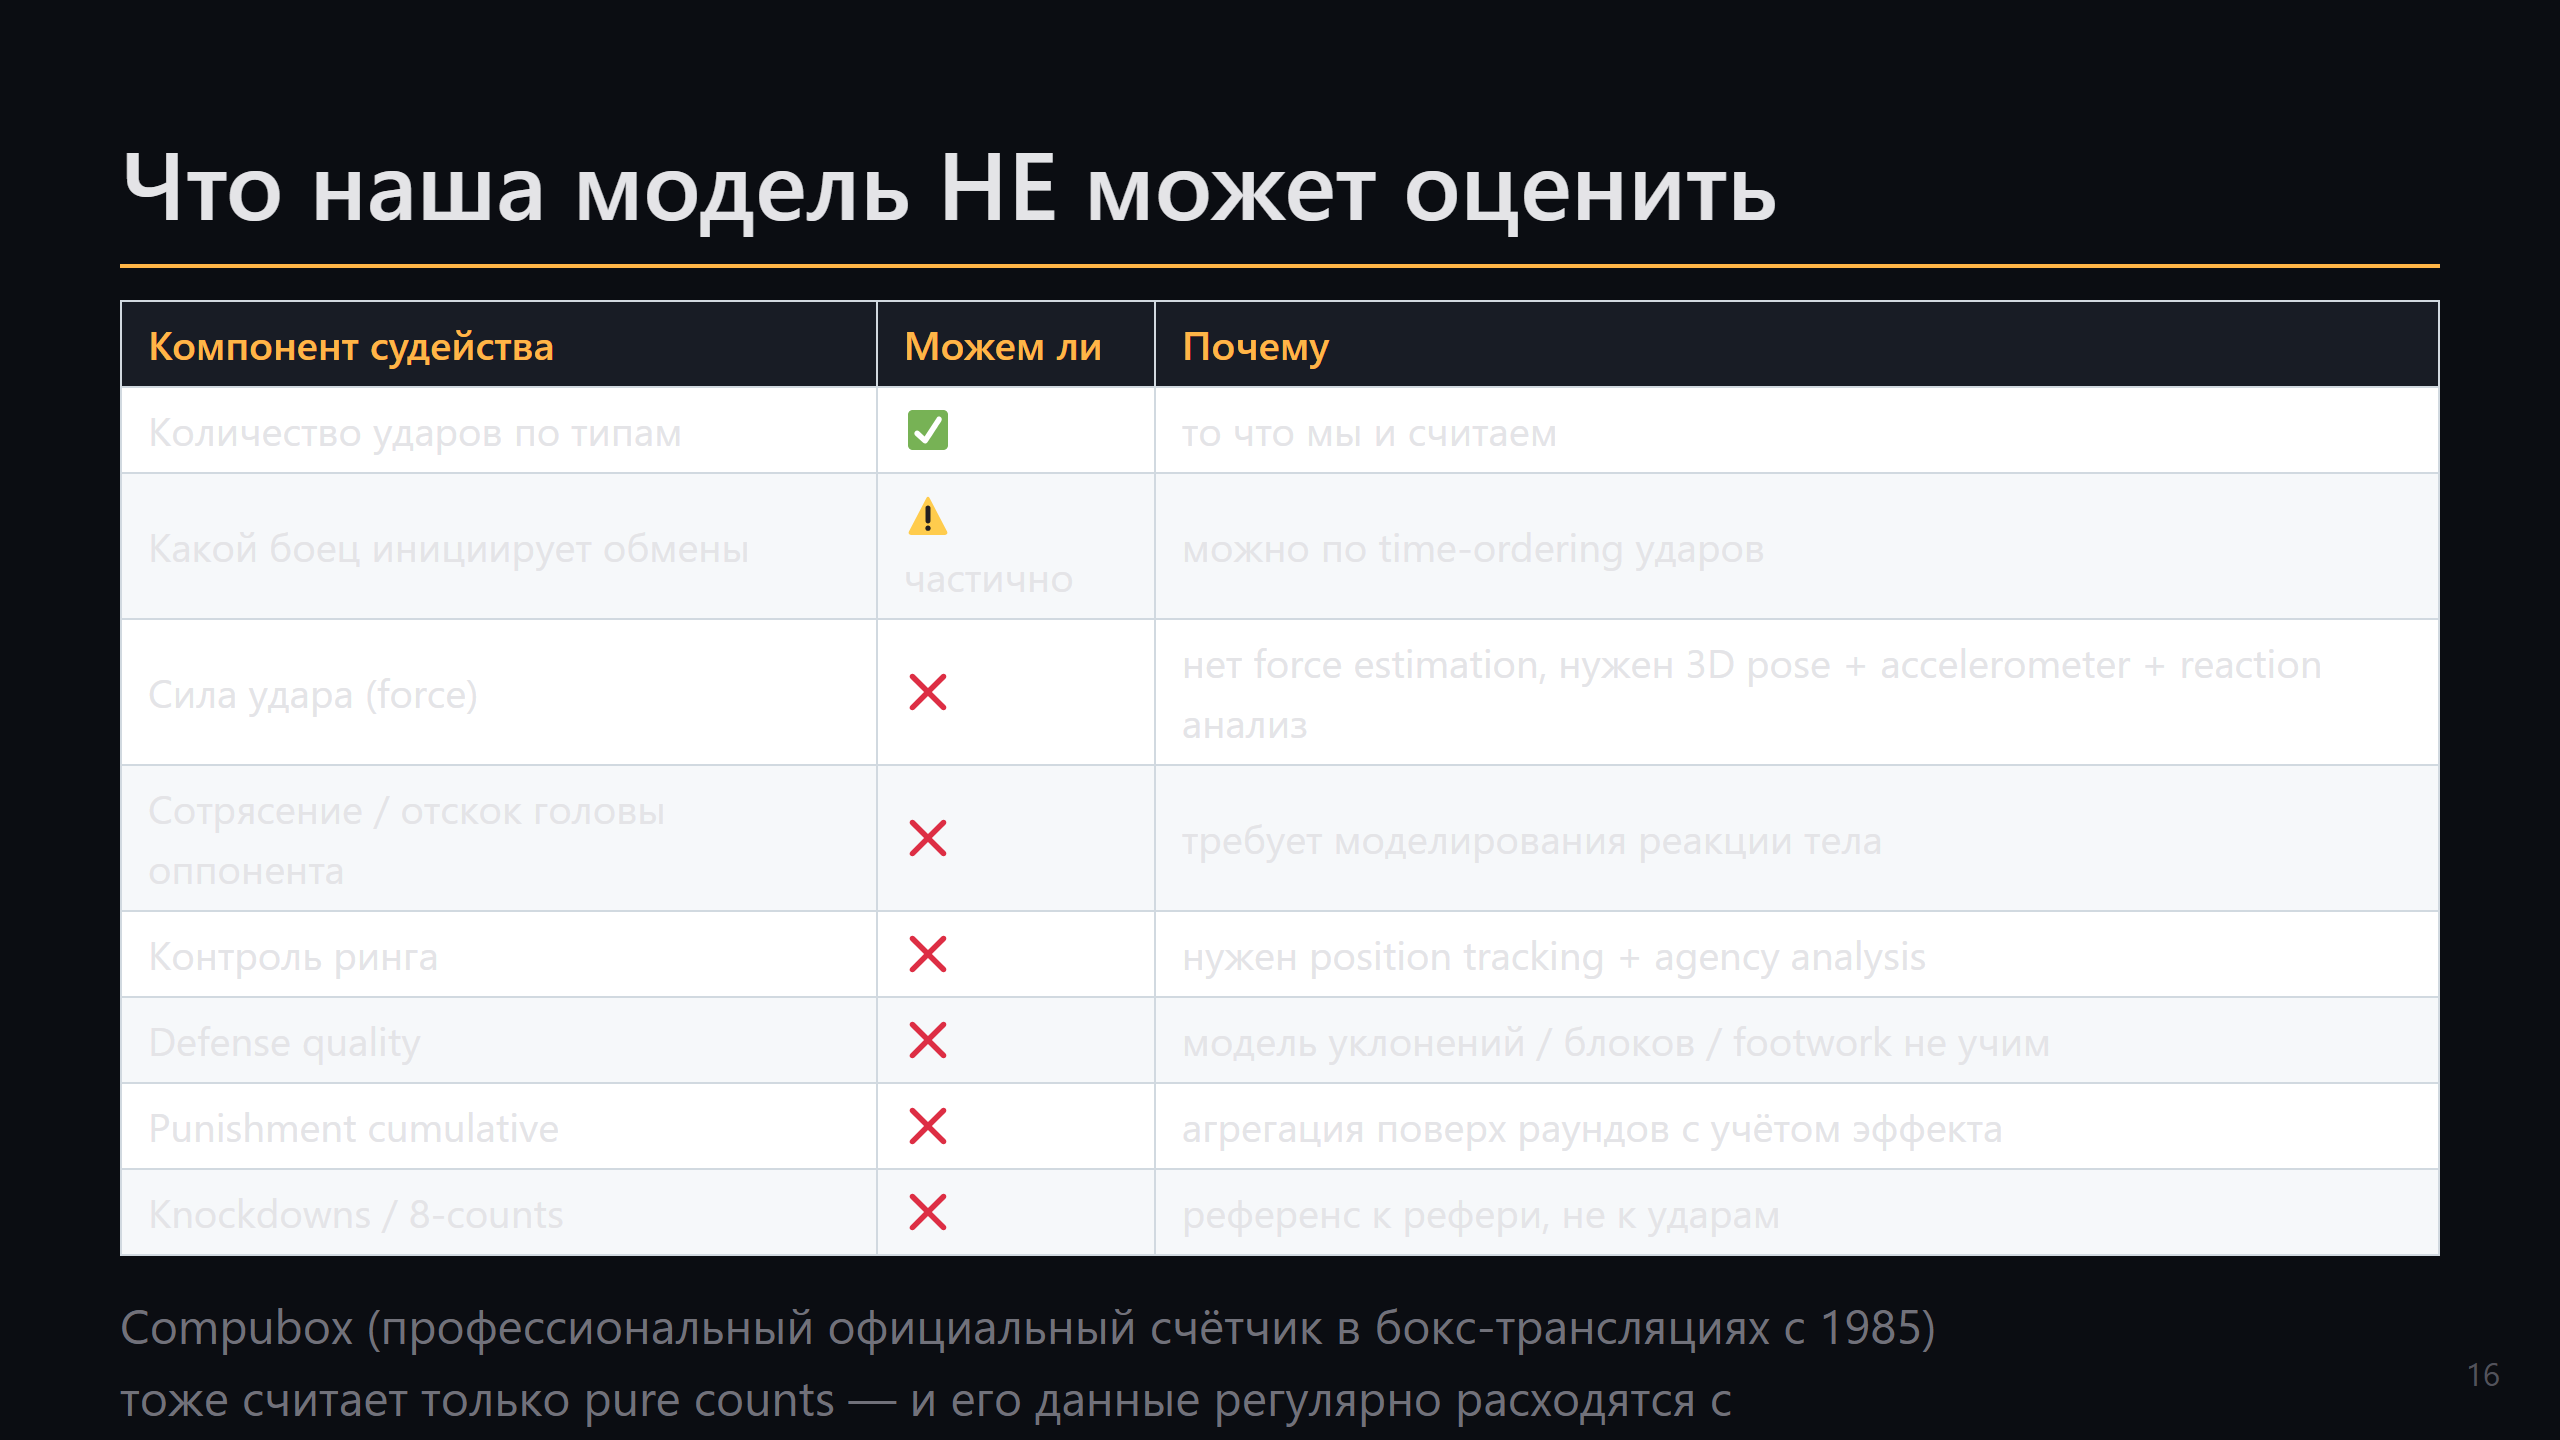 Что наша модель НЕ может оценить
Компонент судейства Можем ли Почему
Количество ударов по типам ✅ то что мы и считаем
Какой боец инициирует обмены ⚠️ частично можно по time-ordering ударов
Сила удара (force) ❌ нет force estimation, нужен 3D pose + accelerometer + reaction
анализ
Сотрясение / отскок головы
оппонента ❌ требует моделирования реакции тела
Контроль ринга ❌ нужен position tracking + agency analysis
Defense quality ❌ модель уклонений / блоков / footwork не учим
Punishment cumulative ❌ агрегация поверх раундов с учётом эффекта
Knockdowns / 8-counts ❌ референс к рефери, не к ударам
Compubox (профессиональный официальный счётчик в бокс-трансляциях с 1985)
тоже считает только pure counts — и его данные регулярно расходятся с
16